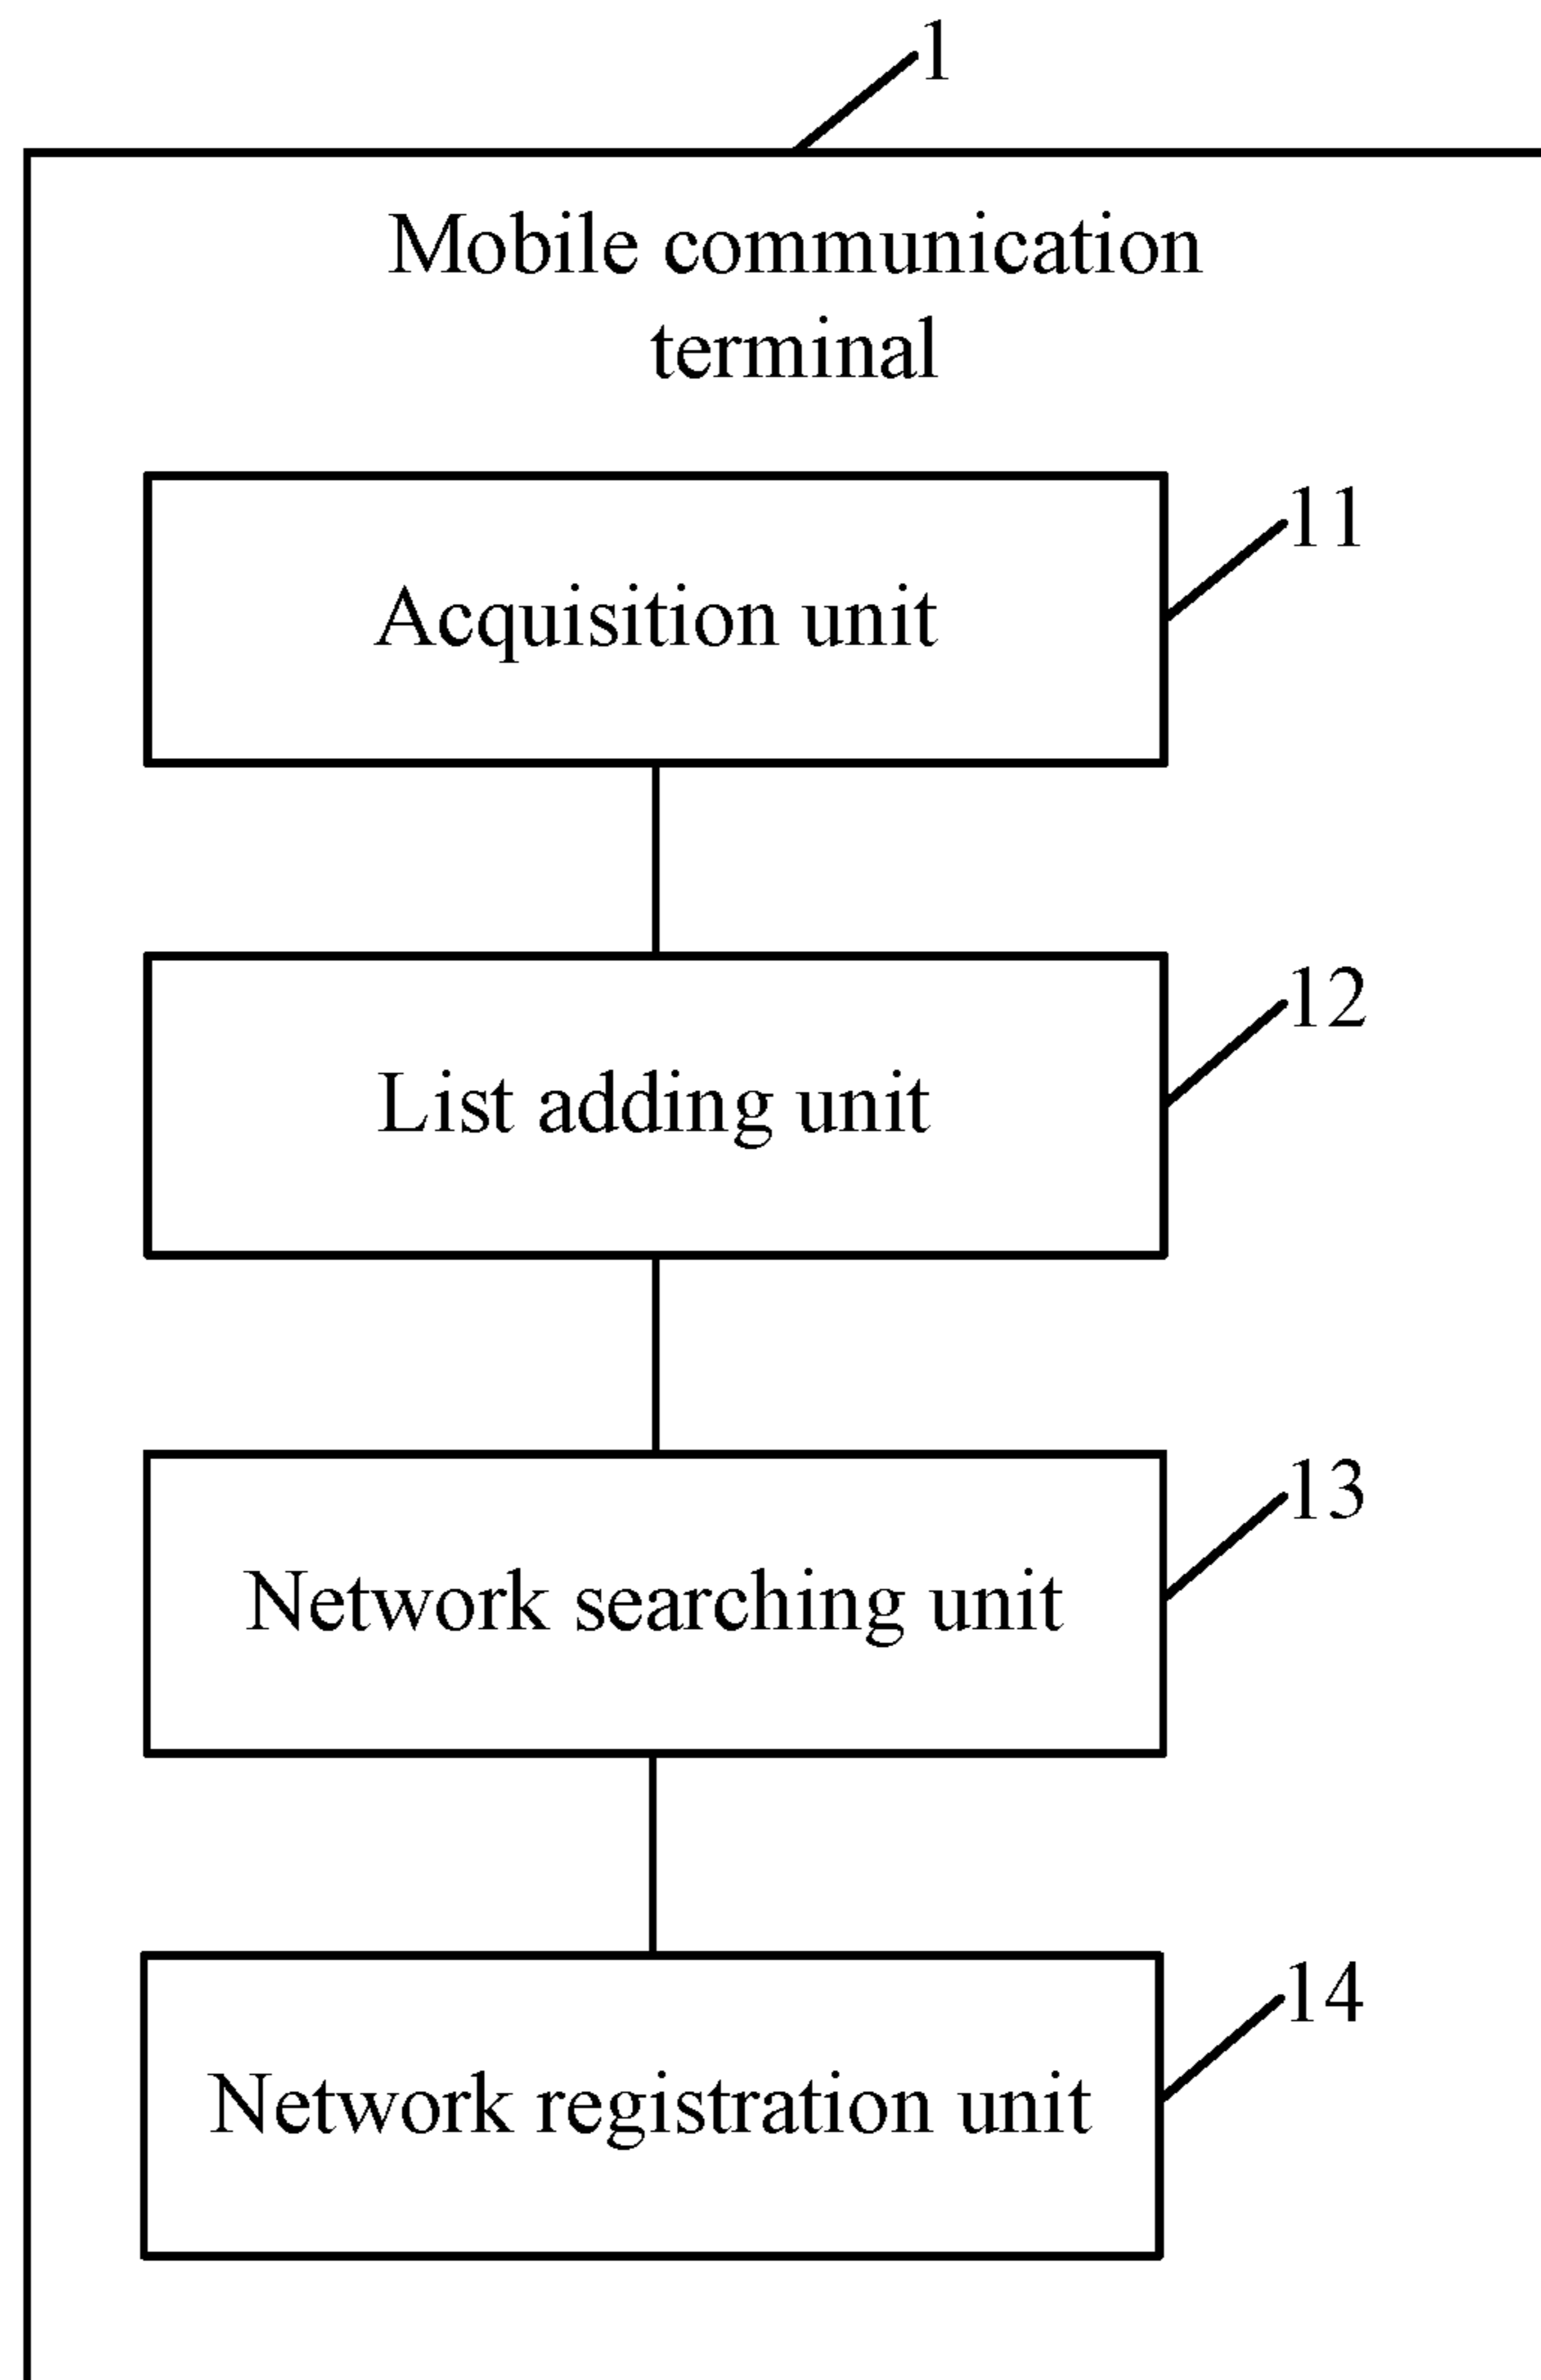 1
Mobile communication
terminal
11
Acquisition unit
12
List adding unit
13
Network searching unit
14
Network registration unit